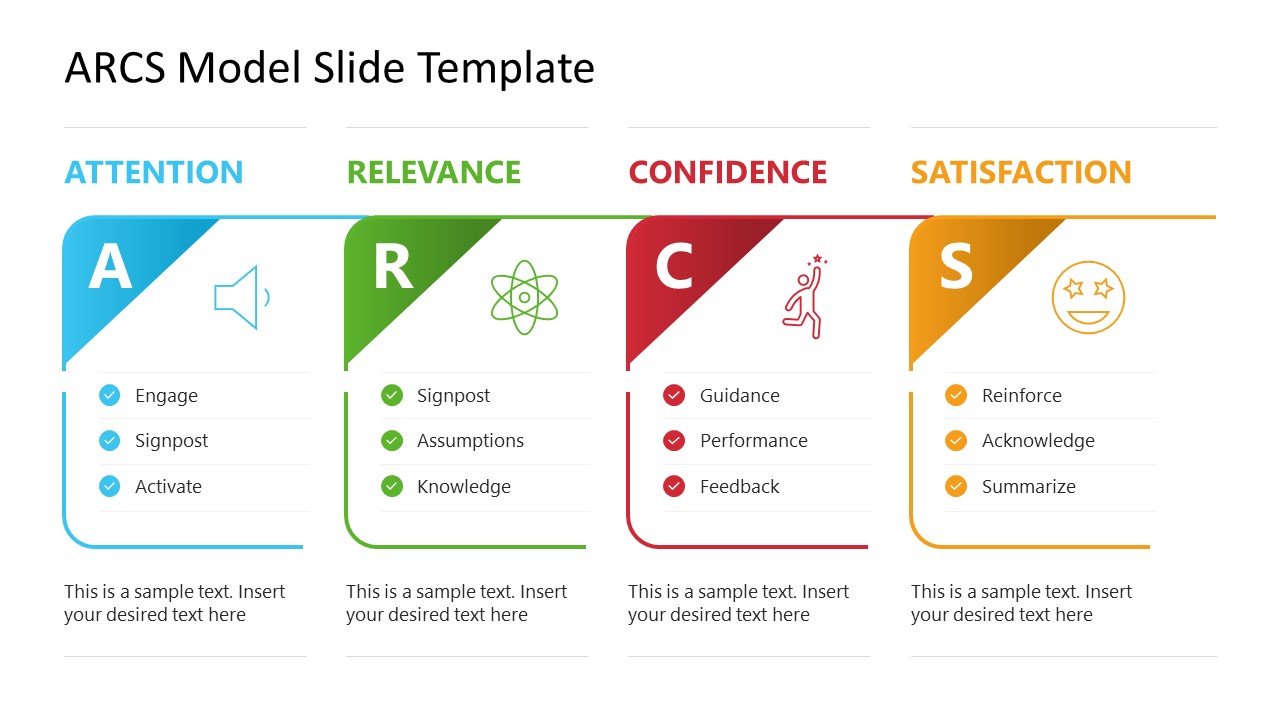 ARCS Model Slide Template
ATTENTION
A
Engage
Signpost
Activate
This is a sample text. Insert
your desired text here
RELEVANCE
R
Signpost
Assumptions
Knowledge
This is a sample text. Insert
your desired text here
CONFIDENCE
C
Guidance
Performance
Feedback
This is a sample text. Insert
your desired text here
SATISFACTION
S
Reinforce
Acknowledge
Summarize
This is a sample text. Insert
your desired text here